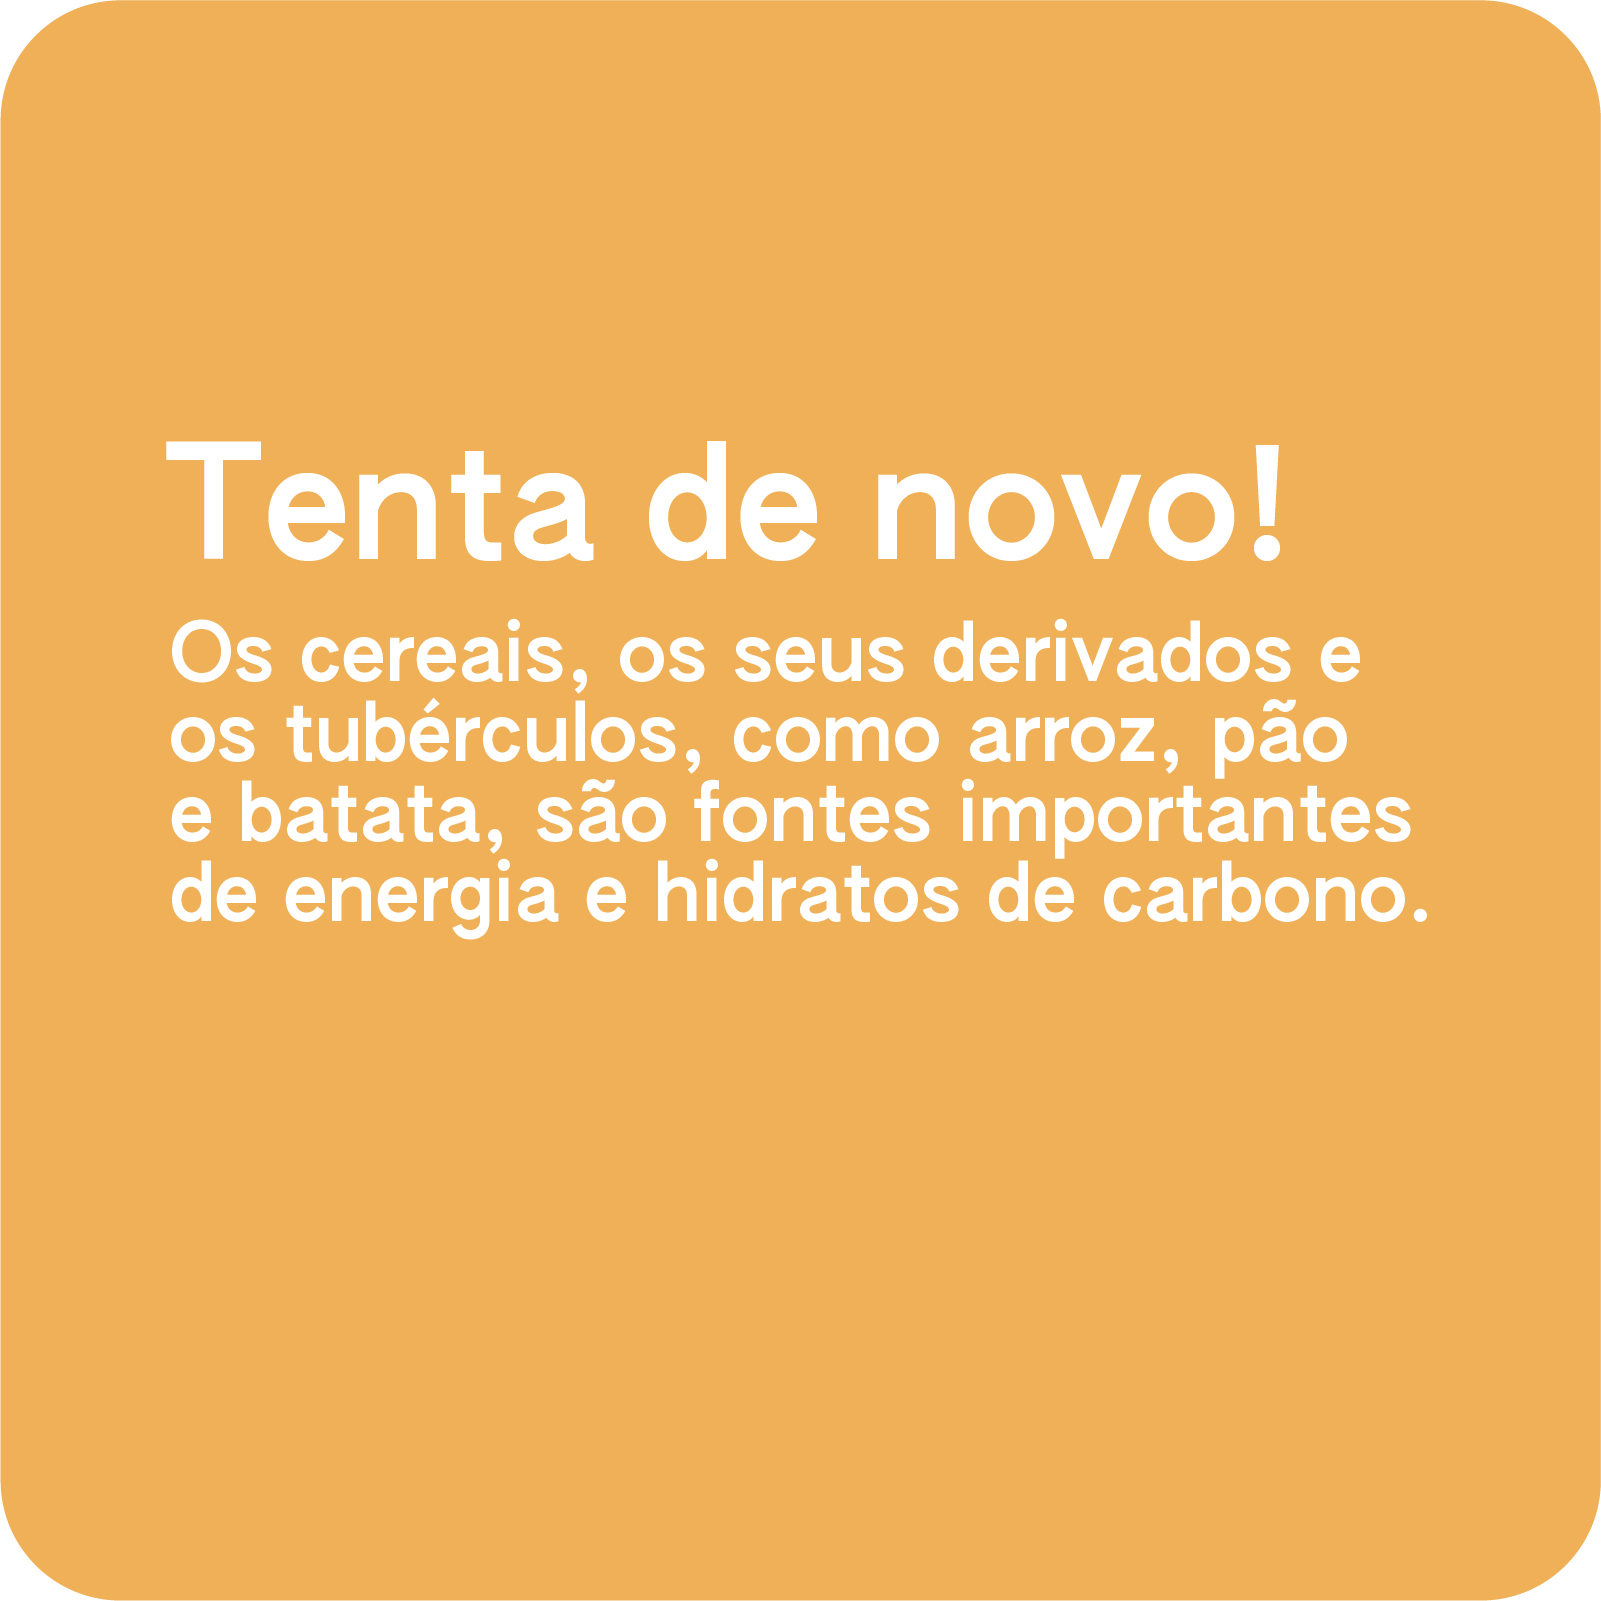 Tenta de novo!
Os cereais, os seus derivados e
os tubérculos, como arroz, pão
e batata, são fontes importantes
de energia e hidratos de carbono.